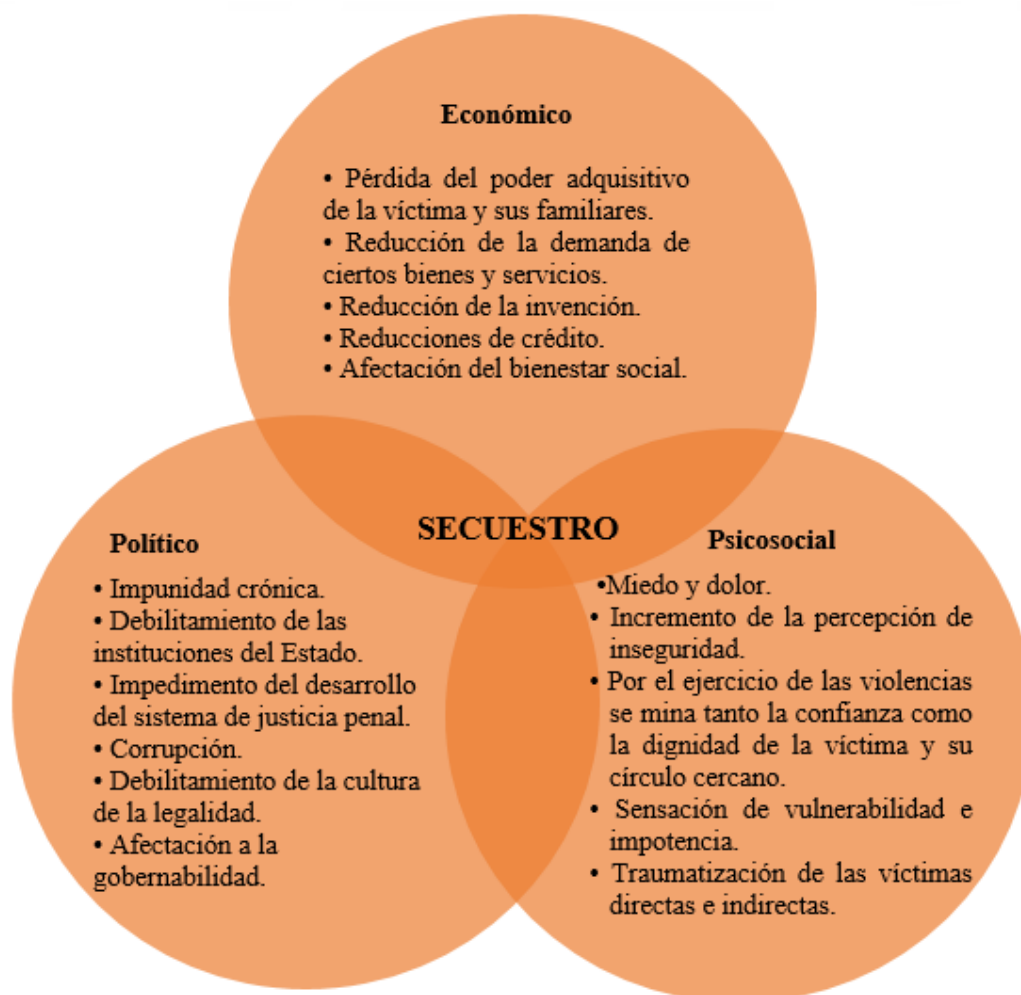 Económico
• Pérdida del poder adquisitivo
de la víctima y sus familiares.
• Reducción de la demanda de
ciertos bienes y servicios.
• Reducción de la invención.
• Reducciones de crédito.
• Afectación del bienestar social.
SECUESTRO
Político
• Impunidad crónica.
• Debilitamiento de las
instituciones del Estado.
• Impedimento del desarrollo
del sistema de justicia penal.
• Corrupción.
• Debilitamiento de la cultura
de la legalidad.
• Afectación a la
gobernabilidad.
Psicosocial
•Miedo y dolor.
• Incremento de la percepción de
inseguridad.
• Por el ejercicio de las violencias
se mina tanto la confianza como
la dignidad de la víctima y su
círculo cercano.
• Sensación de vulnerabilidad e
impotencia.
• Traumatización de las víctimas
directas e indirectas.